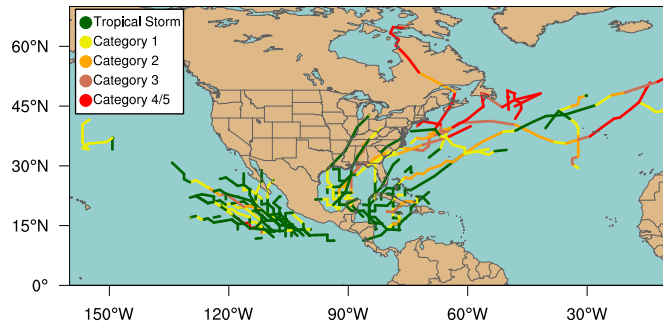 Tropical Storm
Category 1
Category 2
Category 3
Category 4/5
60°N
45°N
30°N
15°N
0°
150°W
120°W
90°W
60°W
30°W